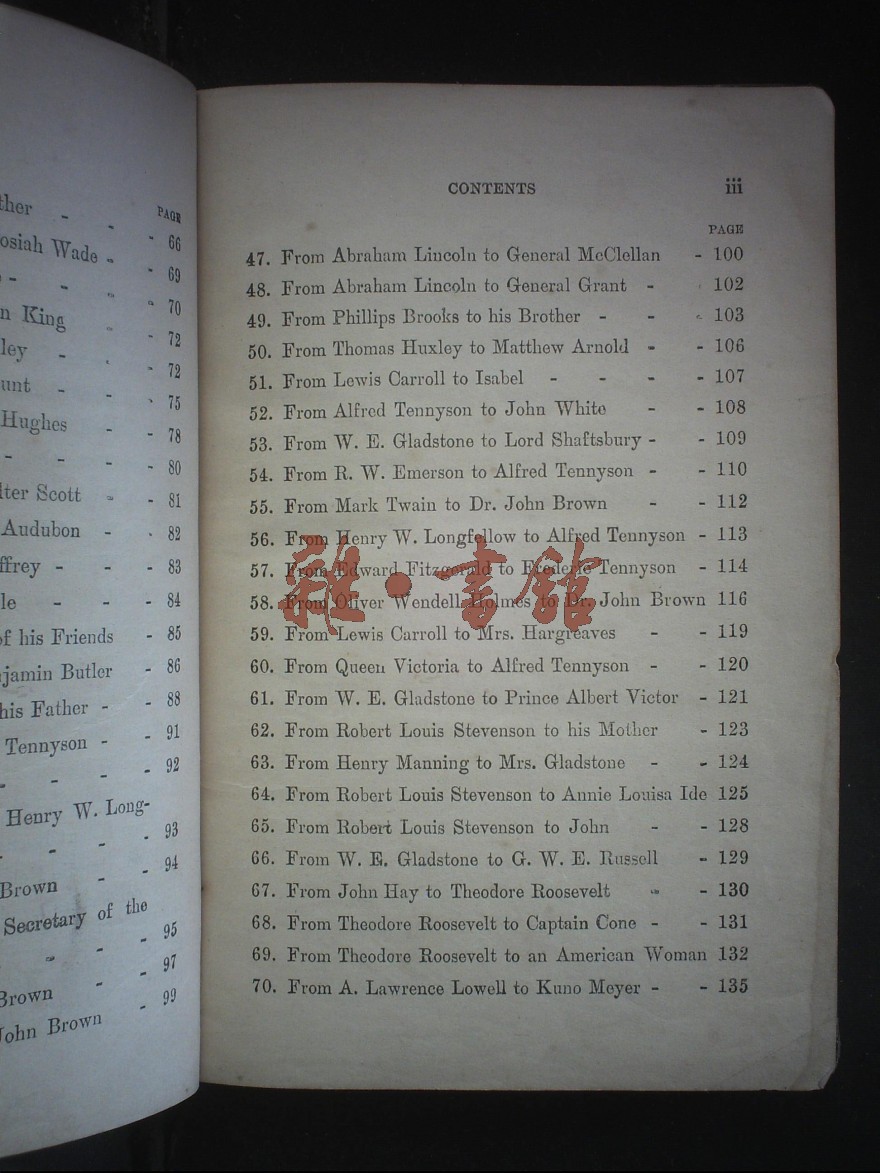 ther - - PAGE
osiah Wade - - 66
- - - - 69
n King - 70
ley - - 72
unt - - - 72
Hughes - - 75
- - - - 78
lter Scott - - 80
Audubon - - 81
ffrey - - - 82
le - - - 83
of his Friends - 84
jamin Butler - 85
his Father - - 86
Tennyson - - 88
- - - - 91
Henry W. Long- 92
- - - - 93
Brown - - 94
Secretary of the
- - - - 95
Brown - - 97
John Brown - 99
CONTENTS iii
PAGE
47. From Abraham Lincoln to General McClellan - 100
48. From Abraham Lincoln to General Grant - - 102
49. From Phillips Brooks to his Brother - - - 103
50. From Thomas Huxley to Matthew Arnold - - 106
51. From Lewis Carroll to Isabel - - - - 107
52. From Alfred Tennyson to John White - - 108
53. From W. E. Gladstone to Lord Shaftsbury - - 109
54. From R. W. Emerson to Alfred Tennyson - - 110
55. From Mark Twain to Dr. John Brown - - 112
56. From Henry W. Longfellow to Alfred Tennyson - 113
57. From Edward Fitzgerald to Frederic Tennyson - 114
58. From Oliver Wendell Holmes to Dr. John Brown 116
59. From Lewis Carroll to Mrs. Hargreaves - - 119
60. From Queen Victoria to Alfred Tennyson - - 120
61. From W. E. Gladstone to Prince Albert Victor - 121
62. From Robert Louis Stevenson to his Mother - 123
63. From Henry Manning to Mrs. Gladstone - - 124
64. From Robert Louis Stevenson to Annie Louisa Ide 125
65. From Robert Louis Stevenson to John - - 128
66. From W. E. Gladstone to G. W. E. Russell - 129
67. From John Hay to Theodore Roosevelt - - 130
68. From Theodore Roosevelt to Captain Cone - - 131
69. From Theodore Roosevelt to an American Woman 132
70. From A. Lawrence Lowell to Kuno Meyer - - 135
雜·書館